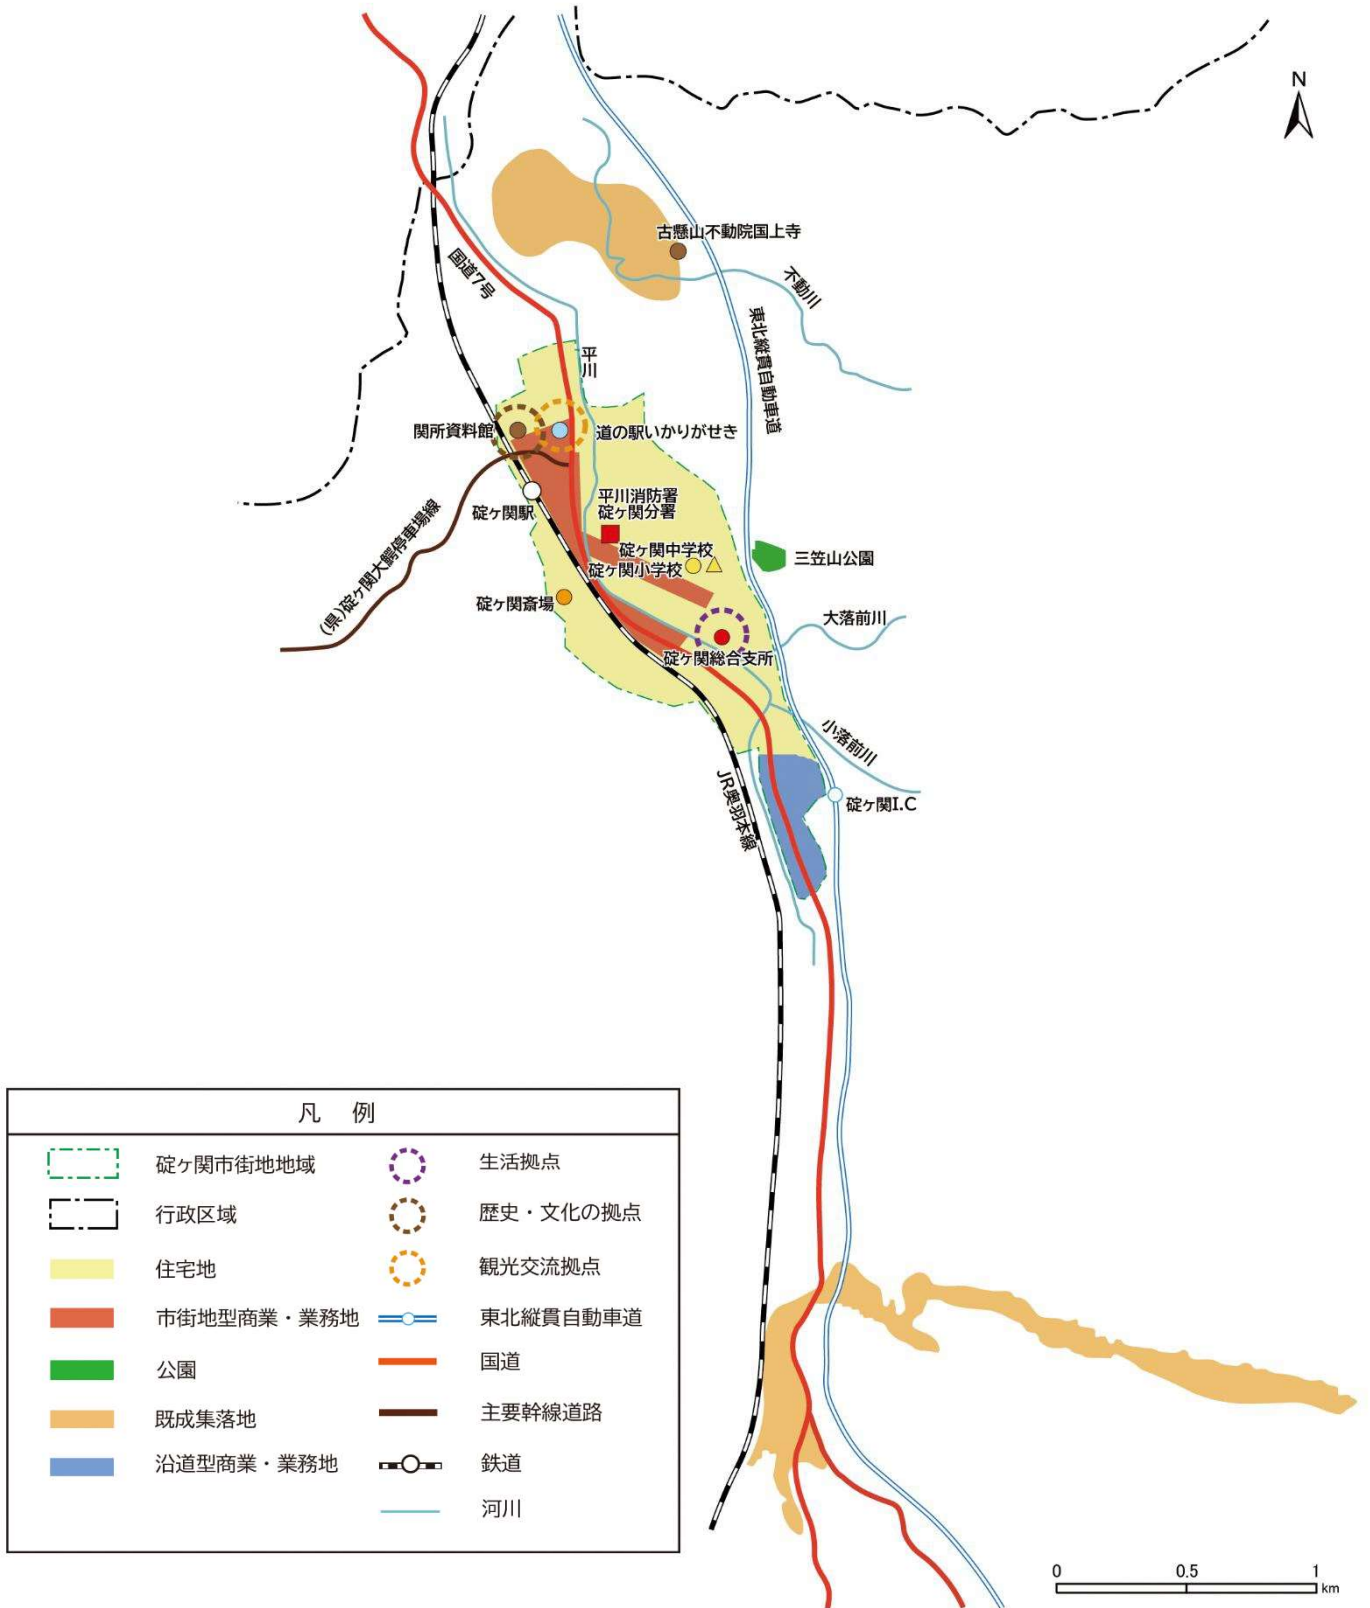 N
古懸山不動院国上寺
国道7号
不動川
東北縦貫自動車道
平川
関所資料館
道の駅いかりがせき
碇ヶ関駅
平川消防署
碇ヶ関分署
(県)碇ヶ関大鰐停車場線
碇ヶ関中学校
碇ヶ関小学校
三笠山公園
碇ヶ関斎場
大落前川
碇ヶ関総合支所
小落前川
JR奥羽本線
碇ヶ関I.C
凡 例
碇ヶ関市街地地域
行政区域
住宅地
市街地型商業・業務地
公園
既成集落地
沿道型商業・業務地
生活拠点
歴史・文化の拠点
観光交流拠点
東北縦貫自動車道
国道
主要幹線道路
鉄道
河川
0 0.5 1
km